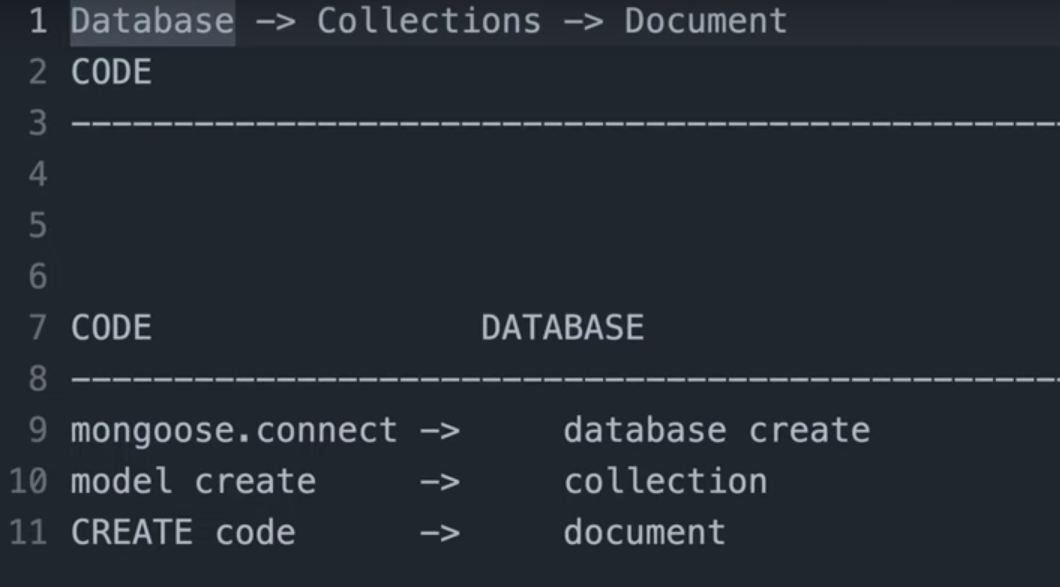 1 Database -> Collections -> Document
2 CODE
3 ------------------------------------------------
4
5
6
7 CODE                DATABASE
8 ------------------------------------------------
9 mongoose.connect ->     database create
10 model create     ->     collection
11 CREATE code      ->     document